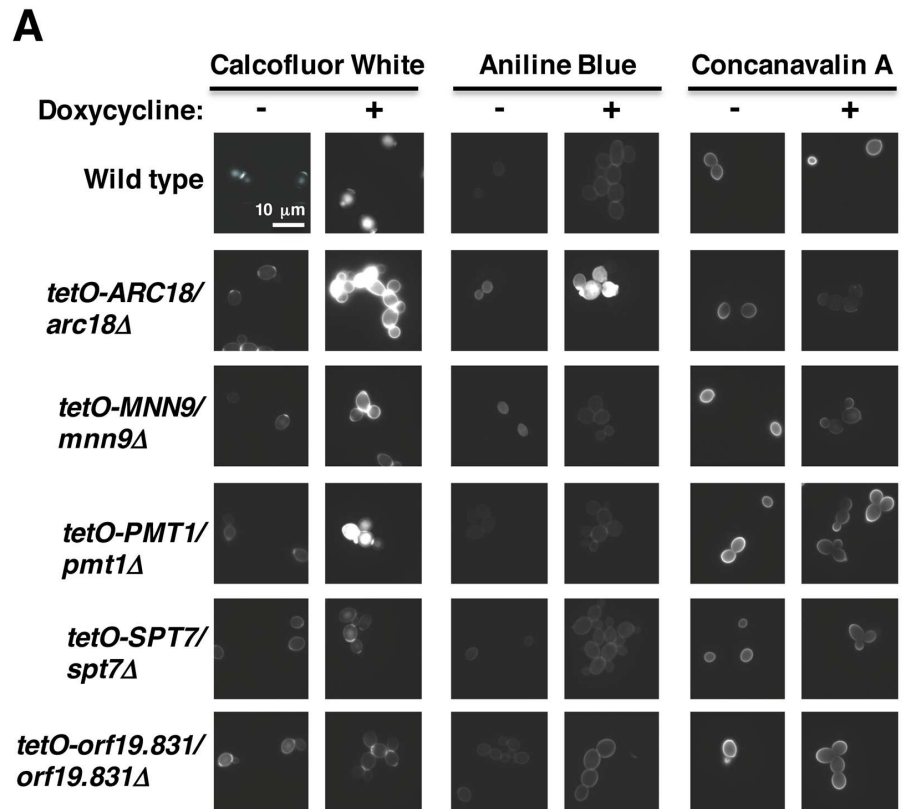 A
Calcofluor White Aniline Blue Concanavalin A
Doxycycline: - + - + - +
Wild type
10 µm
tetO-ARC18/
arc18Δ
tetO-MNN9/
mnn9Δ
tetO-PMT1/
pmt1Δ
tetO-SPT7/
spt7Δ
tetO-orf19.831/
orf19.831Δ